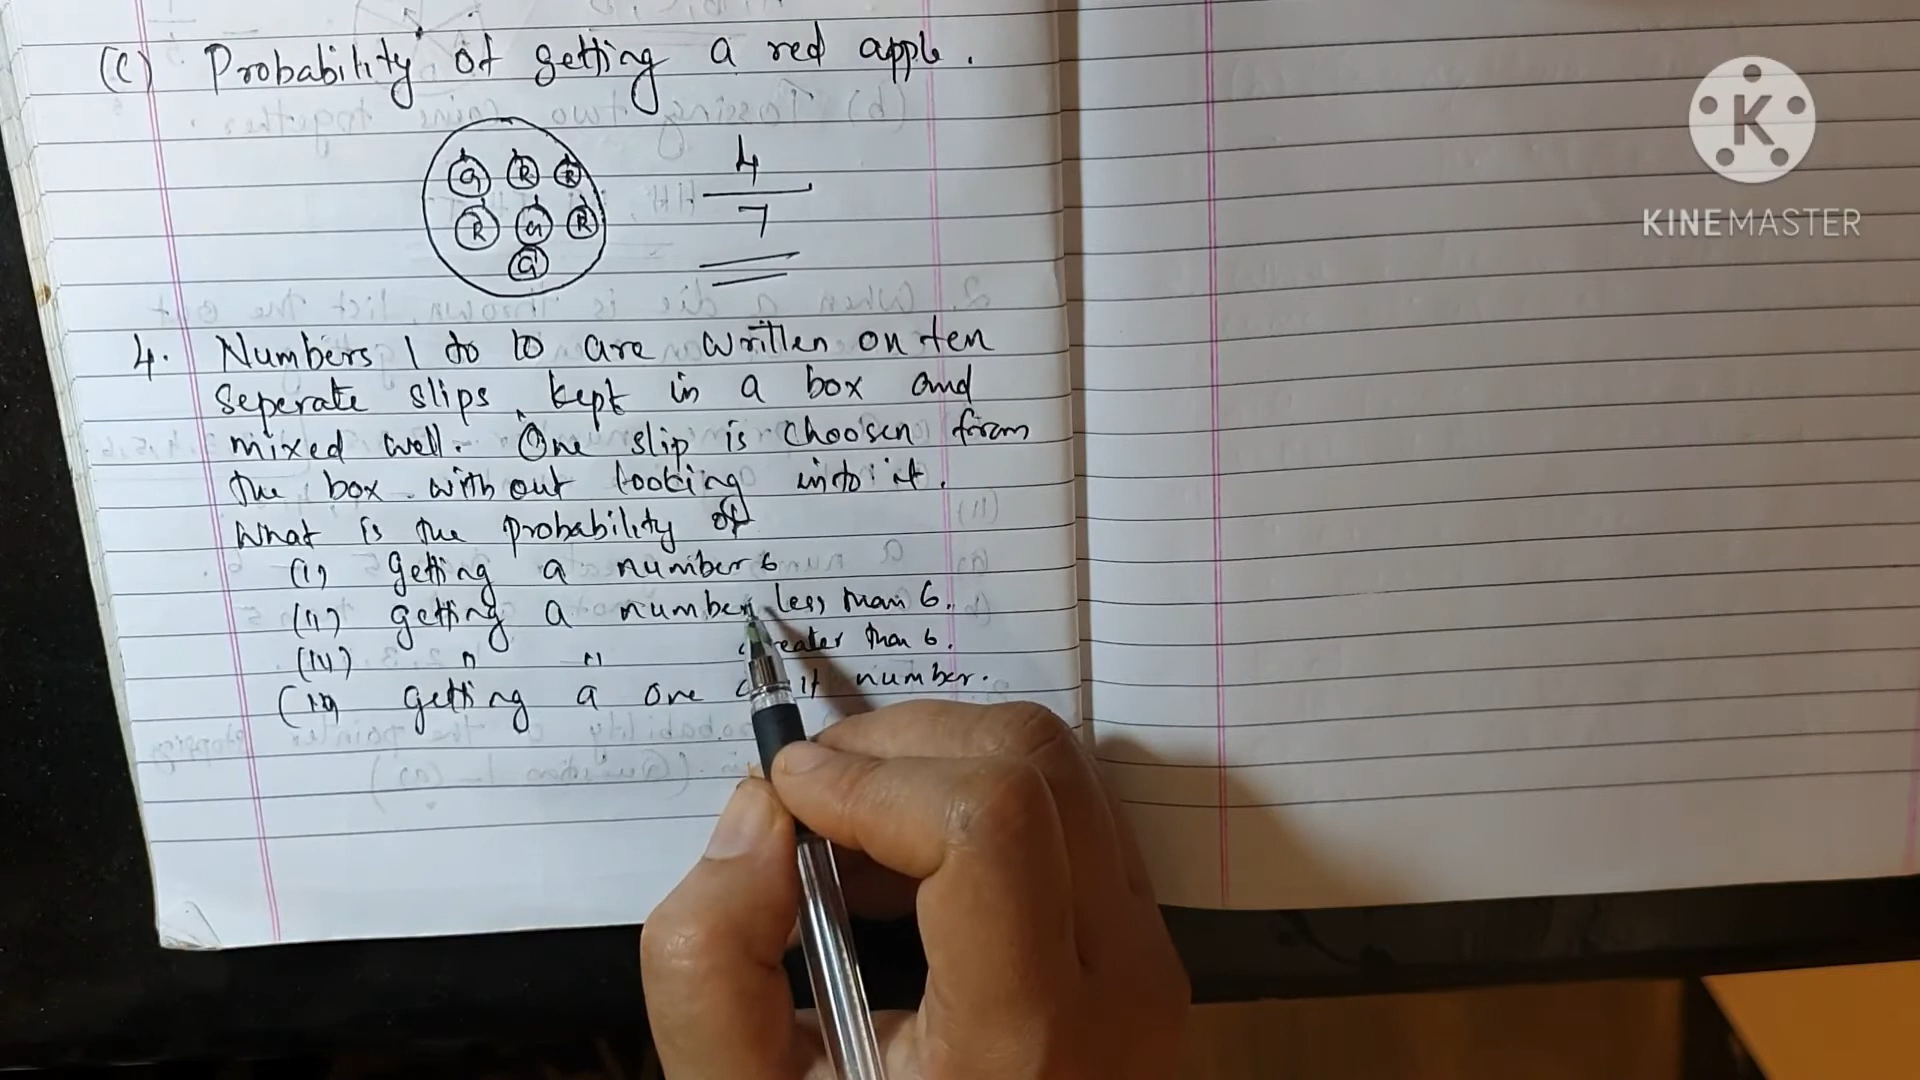 (C) Probability of getting a red apple.
G R R
R G R
G
4
7
4. Numbers 1 to 10 are written on ten
Seperate slips, kept in a box and
mixed well. One slip is choosen from
the box without looking into it.
What is the probability of
(i) getting a number 6
(ii) getting a number less than 6.
(iii) " " greater than 6.
(iv) getting a one number.
K
KINEMASTER